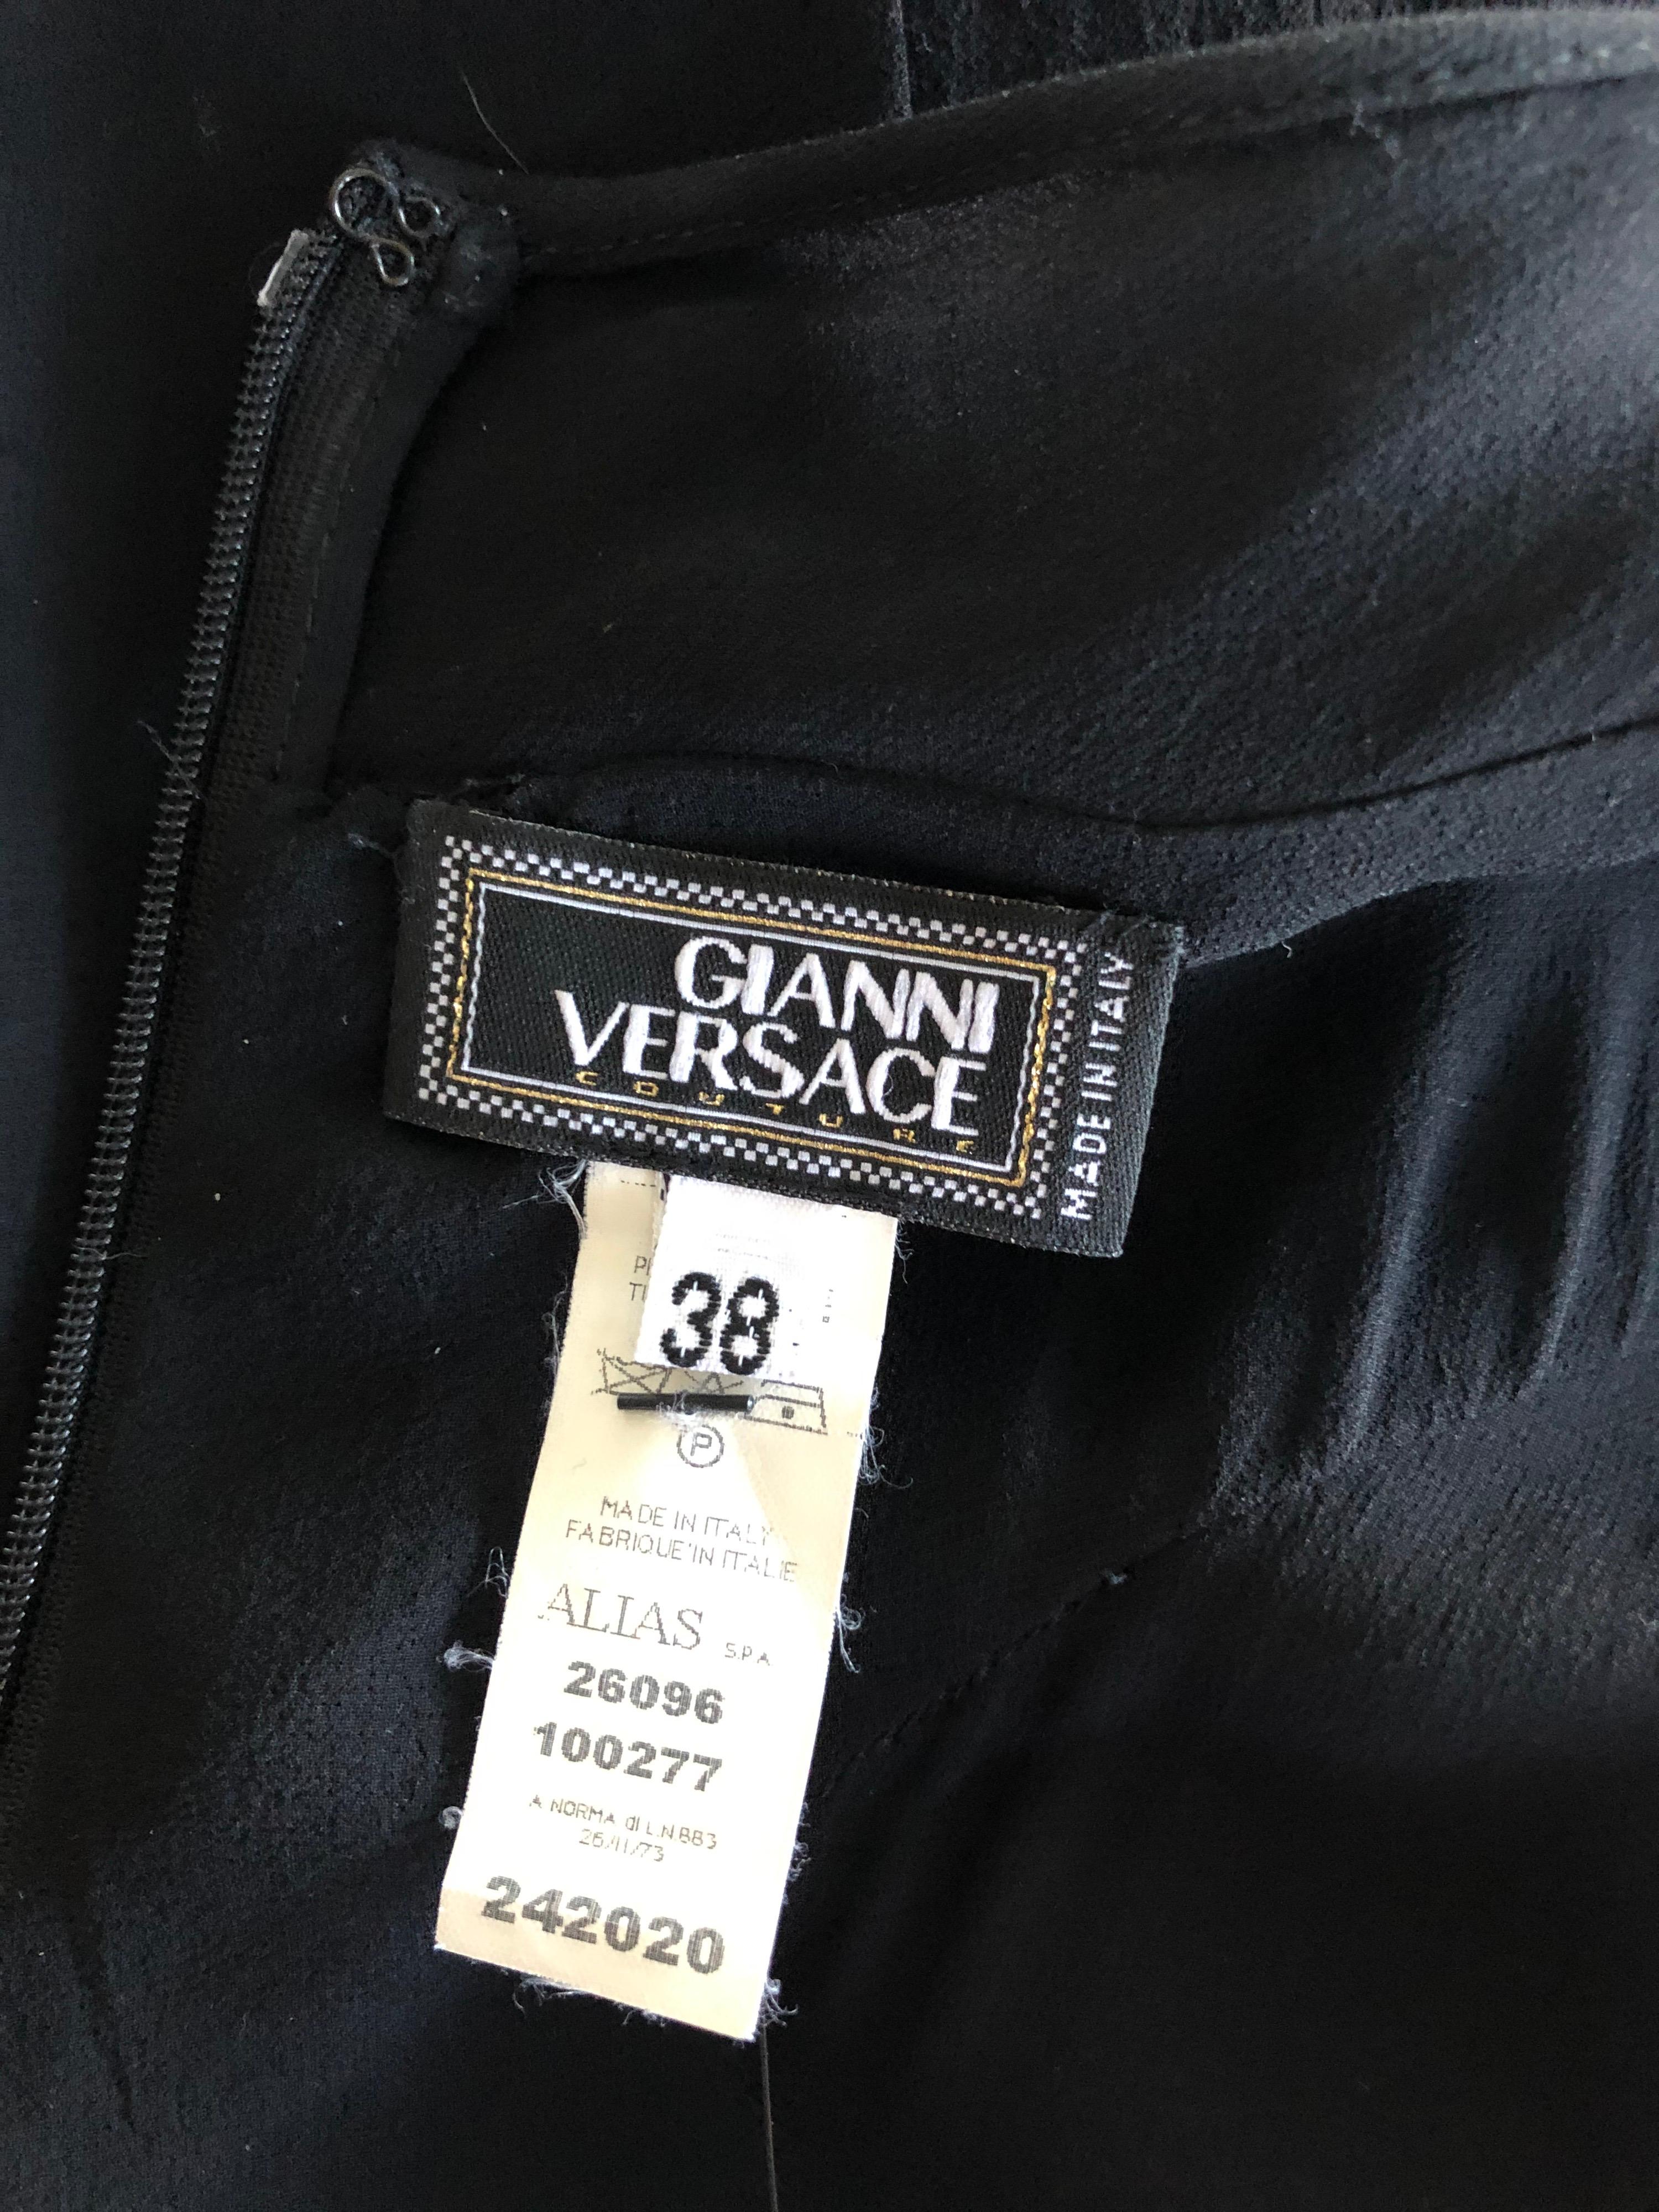 GIANNI
VERSACE
COUTURE
MADE IN ITALY
38
P
MADE IN ITALY
FABRIQUE'IN ITALIE
ALIAS S.P.A
26096
100277
A NORMA di L.N.883
26/11/73
242020